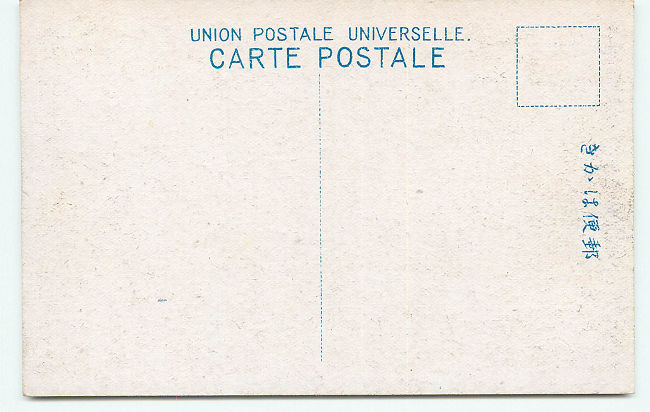 UNION POSTALE UNIVERSELLE.
CARTE POSTALE
郵便はかき